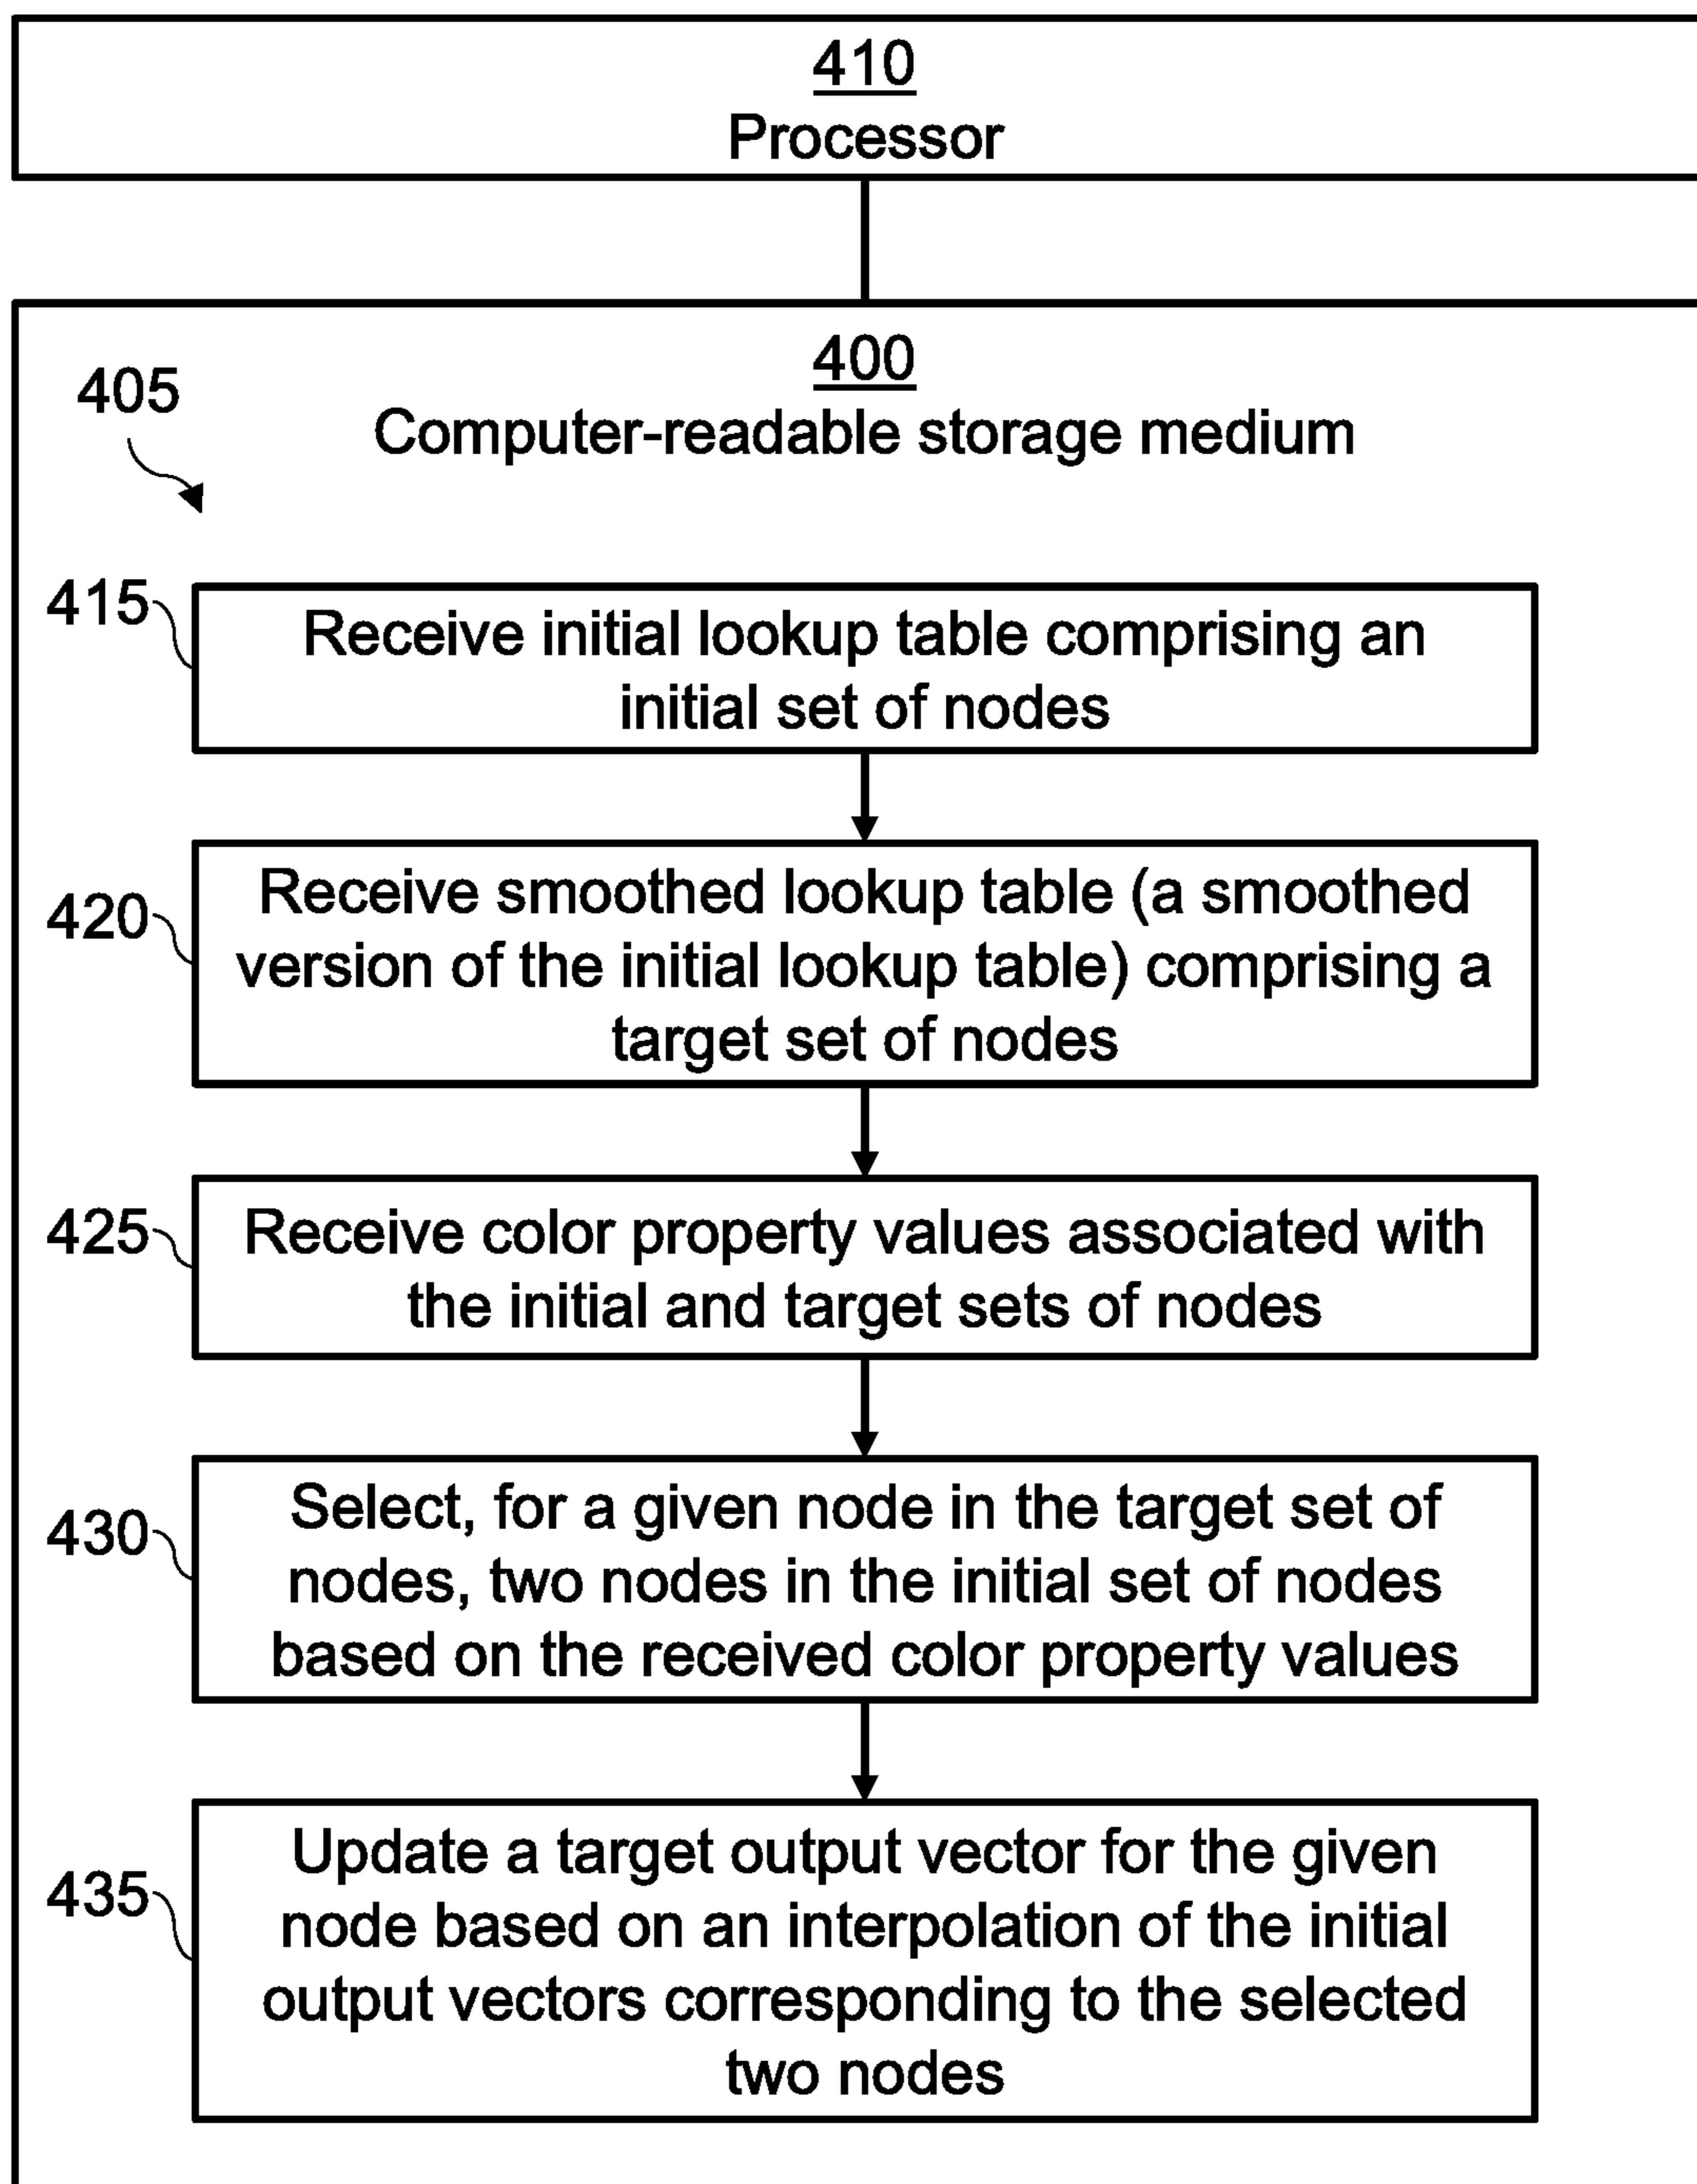 410
Processor
400
Computer-readable storage medium
405
415
Receive initial lookup table comprising an
initial set of nodes
420
Receive smoothed lookup table (a smoothed
version of the initial lookup table) comprising a
target set of nodes
425
Receive color property values associated with
the initial and target sets of nodes
430
Select, for a given node in the target set of
nodes, two nodes in the initial set of nodes
based on the received color property values
435
Update a target output vector for the given
node based on an interpolation of the initial
output vectors corresponding to the selected
two nodes